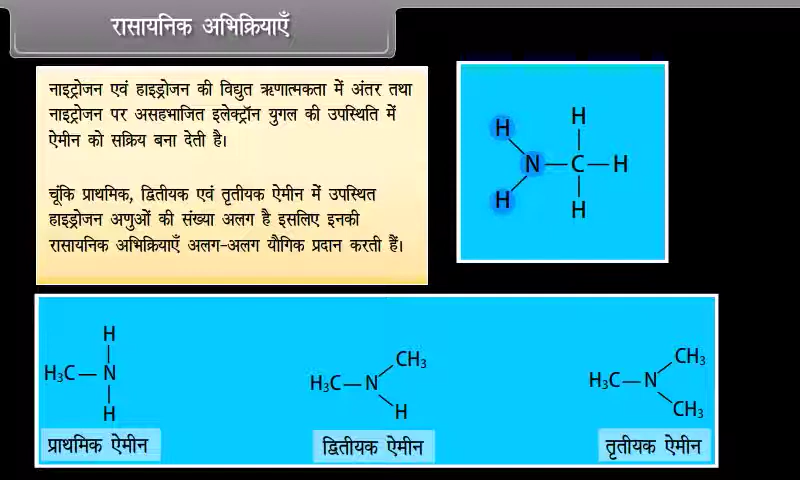 रासायनिक अभिक्रियाएँ
नाइट्रोजन एवं हाइड्रोजन की विद्युत ऋणात्मकता में अंतर तथा
नाइट्रोजन पर असहभाजित इलेक्ट्रॉन युगल की उपस्थिति में
ऐमीन को सक्रिय बना देती है।
चूंकि प्राथमिक, द्वितीयक एवं तृतीयक ऐमीन में उपस्थित
हाइड्रोजन अणुओं की संख्या अलग है इसलिए इनकी
रासायनिक अभिक्रियाएँ अलग-अलग यौगिक प्रदान करती हैं।
H H
N — C — H
H H
H
H₃C — N
H
प्राथमिक ऐमीन
CH₃
H₃C — N
H
द्वितीयक ऐमीन
CH₃
H₃C — N
CH₃
तृतीयक ऐमीन